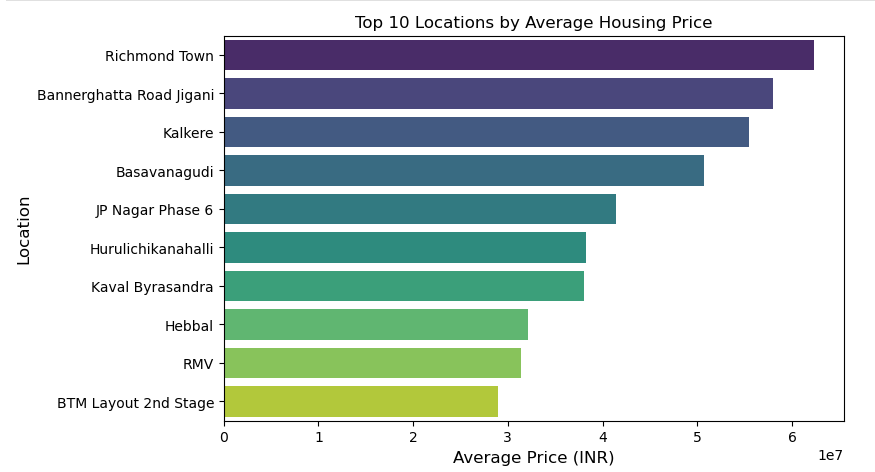 Top 10 Locations by Average Housing Price
Richmond Town
Bannerghatta Road Jigani
Kalkere
Basavanagudi
JP Nagar Phase 6
Hurulichikanahalli
Kaval Byrasandra
Hebbal
RMV
BTM Layout 2nd Stage
Location
0 1 2 3 4 5 6
1e7
Average Price (INR)